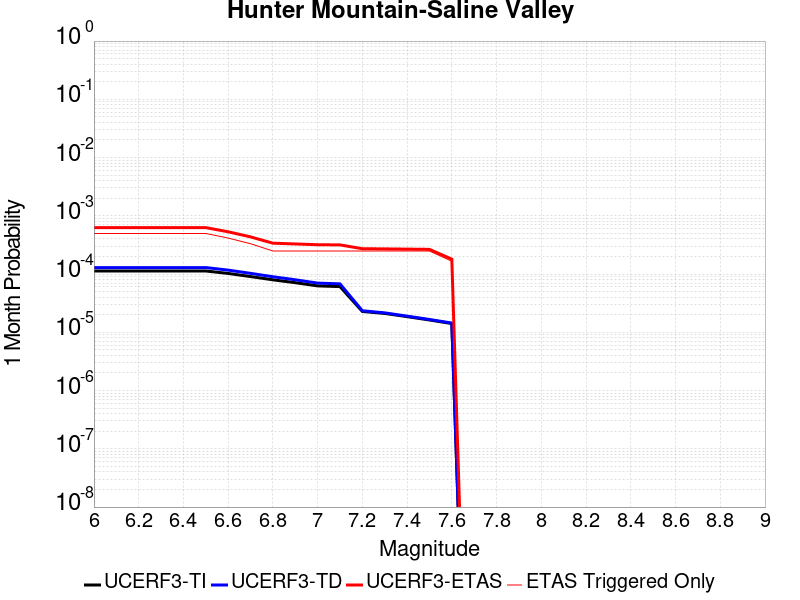 Hunter Mountain-Saline Valley
10^0
10^-1
10^-2
10^-3
10^-4
10^-5
10^-6
10^-7
10^-8
1 Month Probability
6 6.2 6.4 6.6 6.8 7 7.2 7.4 7.6 7.8 8 8.2 8.4 8.6 8.8 9
Magnitude
UCERF3-TI UCERF3-TD UCERF3-ETAS ETAS Triggered Only